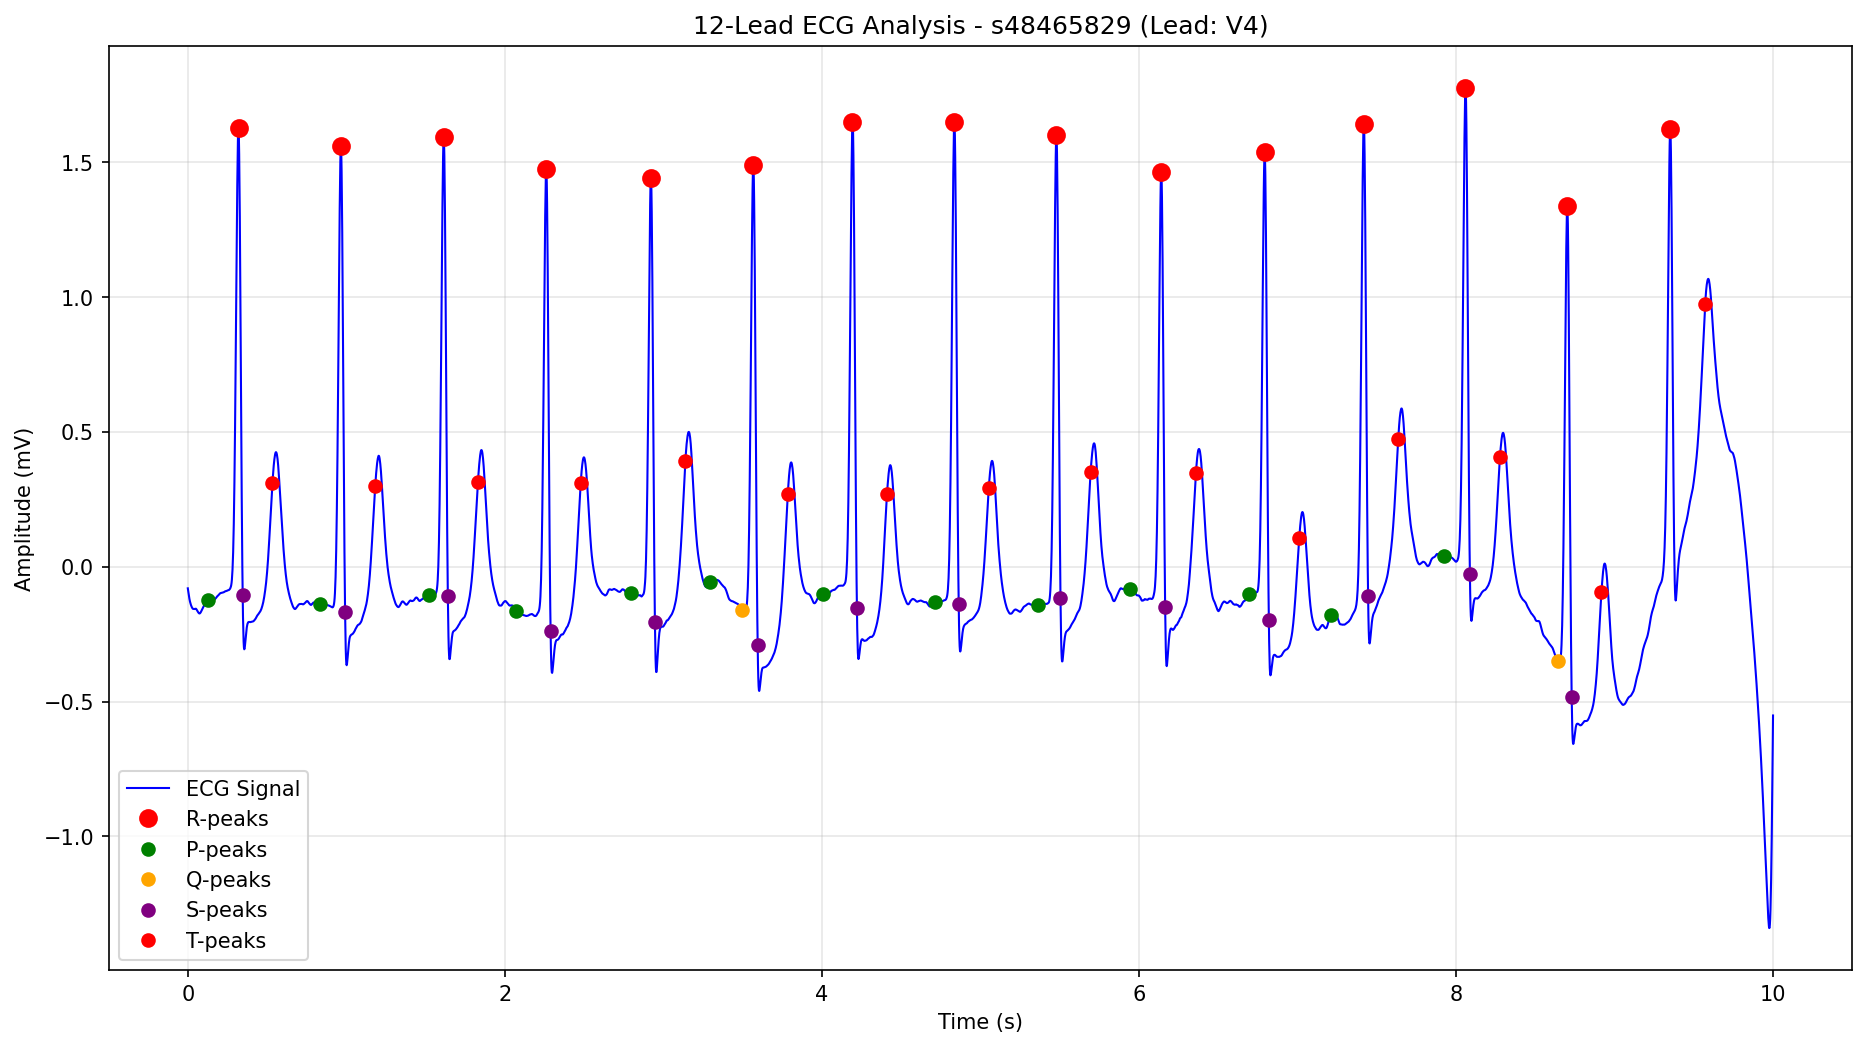 12-Lead ECG Analysis - s48465829 (Lead: V4)
Amplitude (mV)
1.5
1.0
0.5
0.0
−0.5
−1.0
ECG Signal
R-peaks
P-peaks
Q-peaks
S-peaks
T-peaks
0 2 4 6 8 10
Time (s)